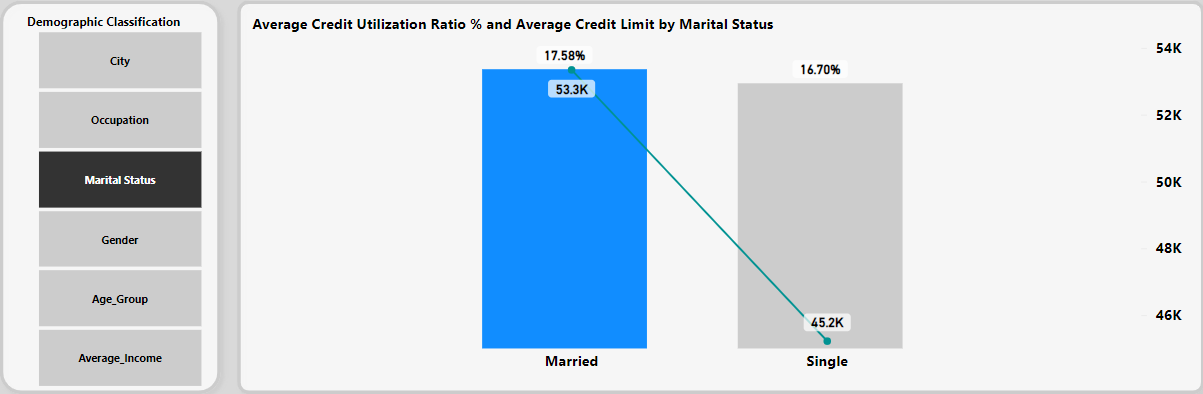 Demographic Classification
City
Occupation
Marital Status
Gender
Age_Group
Average_Income
Average Credit Utilization Ratio % and Average Credit Limit by Marital Status
17.58%
53.3K
16.70%
45.2K
54K
52K
50K
48K
46K
Married
Single